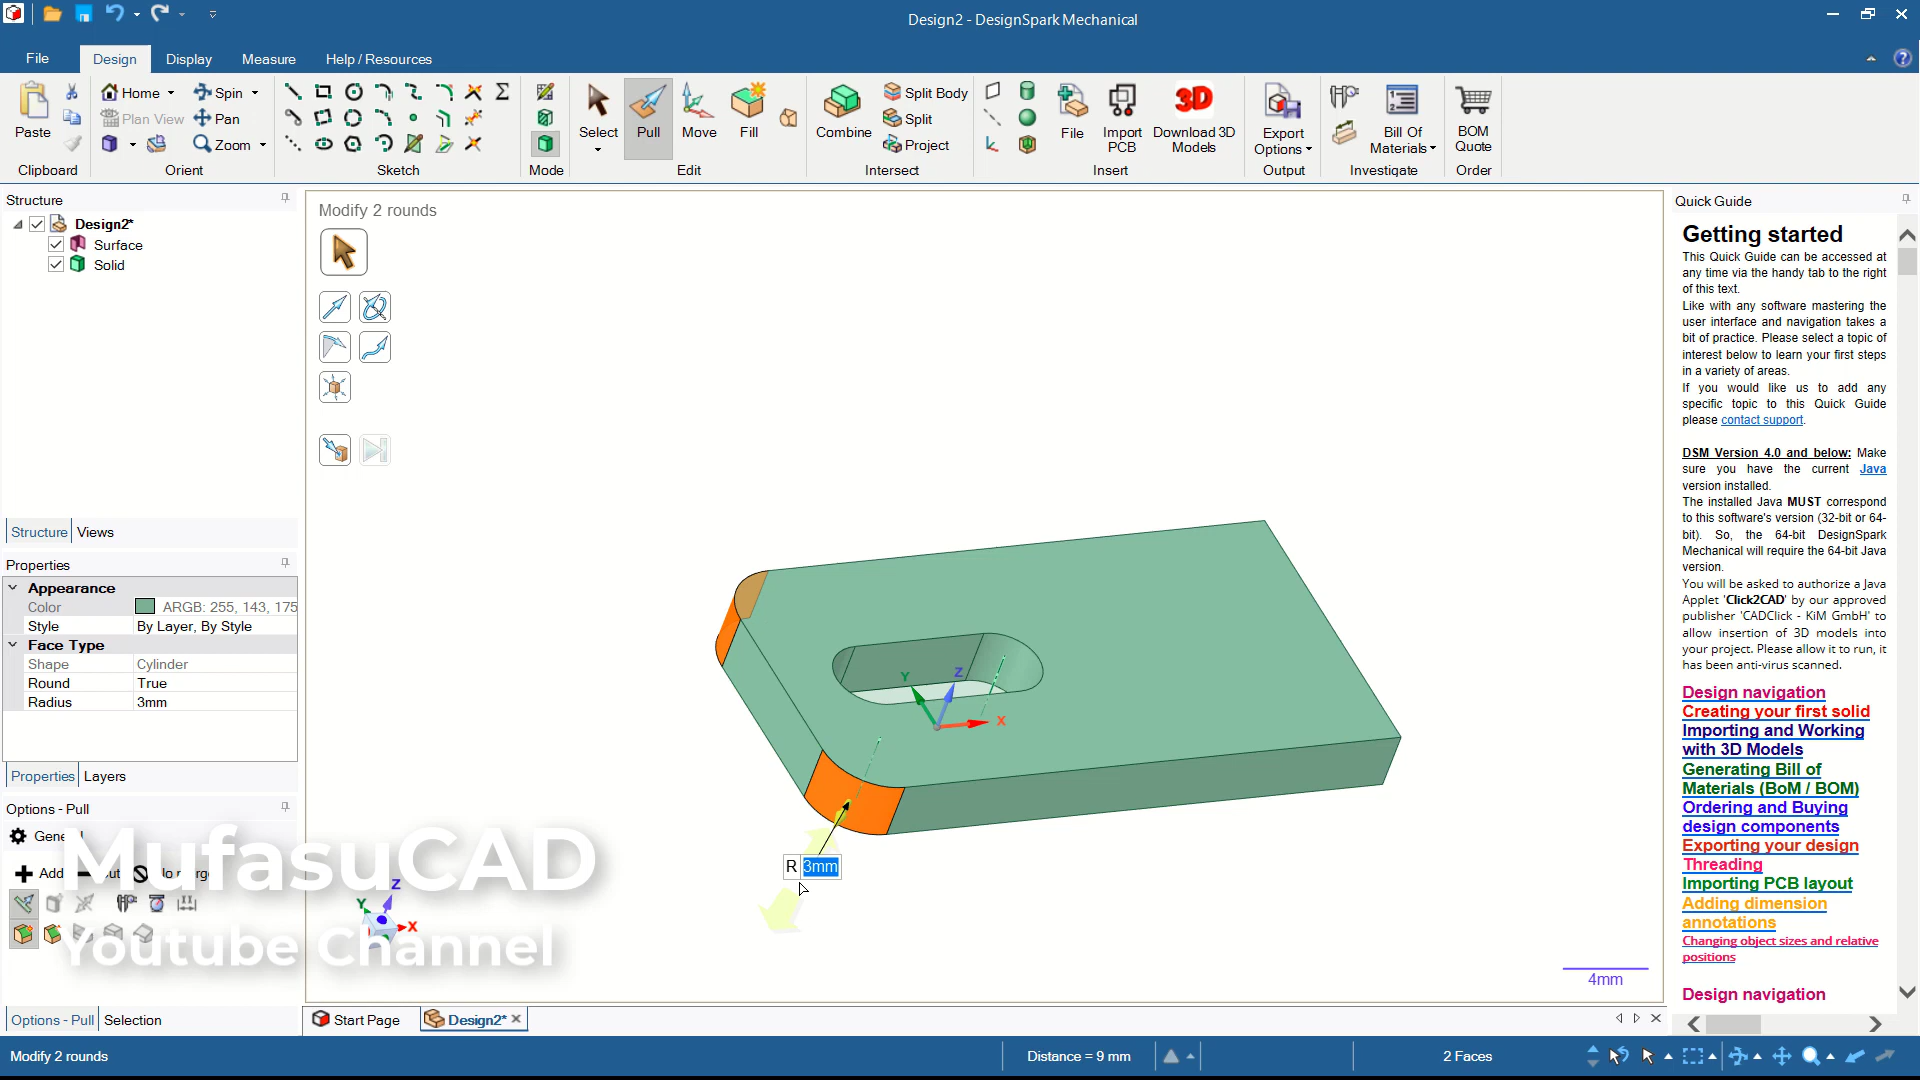 Design2 - DesignSpark Mechanical
File
Design
Display
Measure
Help / Resources
Paste
Clipboard
Home
Spin
Plan View
Pan
Zoom
Orient
Sketch
Mode
Select
Pull
Move
Fill
Edit
Combine
Split Body
Split
Project
Intersect
File
Import PCB
3D
Download 3D Models
Insert
Export Options
Output
Bill Of Materials
Investigate
BOM Quote
Order
Structure
Design2*
Surface
Solid
Structure
Views
Properties
Appearance
Color ARGB: 255, 143, 175
Style By Layer, By Style
Face Type
Shape Cylinder
Round True
Radius 3mm
Properties
Layers
Options - Pull
MufasuCAD
Youtube Channel
Options - Pull
Selection
Modify 2 rounds
Y
Z
X
R 3mm
Z
Y
X
4mm
Start Page
Design2*
Quick Guide
Getting started
This Quick Guide can be accessed at
any time via the handy tab to the right
of this text.
Like with any software mastering the
user interface and navigation takes a
bit of practice. Please select a topic of
interest below to learn your first steps
in a variety of areas.
If you would like us to add any
specific topic to this Quick Guide
please contact support.
DSM Version 4.0 and below: Make
sure you have the current Java
version installed.
The installed Java MUST correspond
to this software's version (32-bit or 64-
bit). So, the 64-bit DesignSpark
Mechanical will require the 64-bit Java
version.
You will be asked to authorize a Java
Applet 'Click2CAD' by our approved
publisher 'CADClick - KiM GmbH' to
allow insertion of 3D models into
your project. Please allow it to run, it
has been anti-virus scanned.
Design navigation
Creating your first solid
Importing and Working
with 3D Models
Generating Bill of
Materials (BoM / BOM)
Ordering and Buying
design components
Exporting your design
Threading
Importing PCB layout
Adding dimension
annotations
Changing object sizes and relative
positions
Design navigation
Modify 2 rounds
Distance = 9 mm
2 Faces